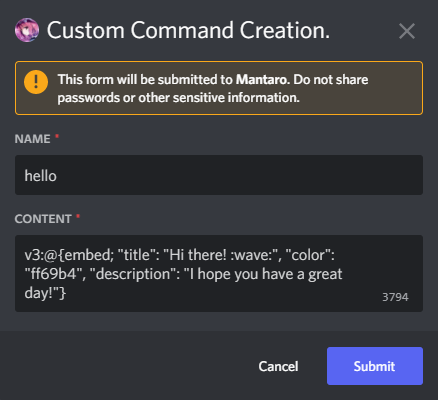 Custom Command Creation.
This form will be submitted to Mantaro. Do not share
passwords or other sensitive information.
NAME *
hello
CONTENT *
v3:@{embed; "title": "Hi there! :wave:", "color":
"ff69b4", "description": "I hope you have a great
day!"}
3794
Cancel
Submit